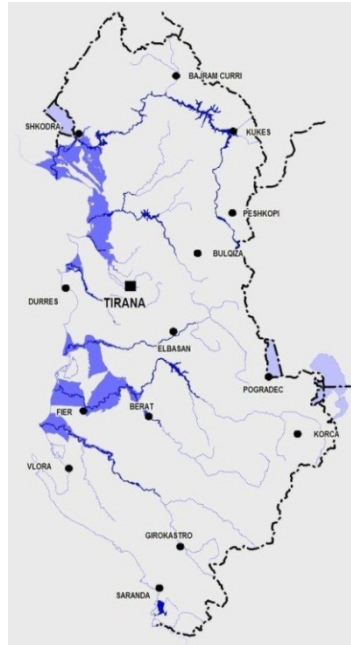 BAJRAM CURRI
SHKODRA
KUKES
PESHKOPI
BULQIZA
DURRES
TIRANA
ELBASAN
POGRADEC
FIER
BERAT
KORCA
VLORA
GIROKASTRO
SARANDA